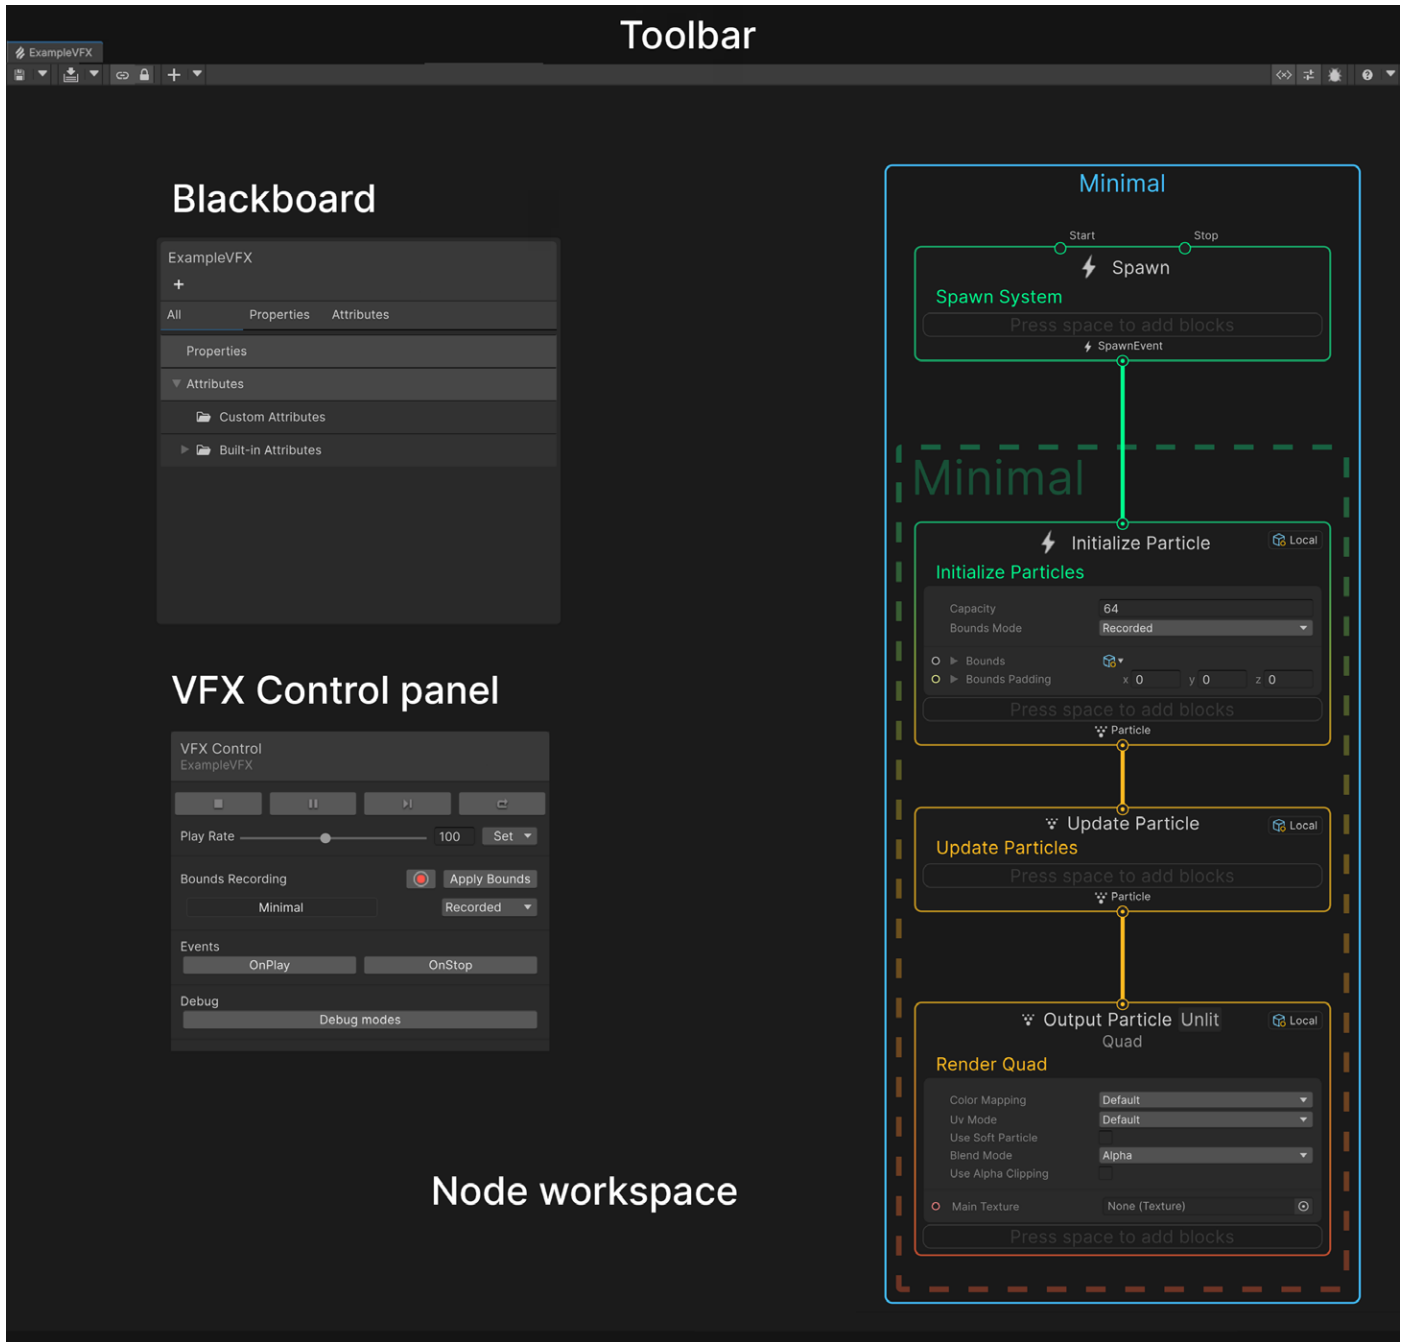 Toolbar
ExampleVFX
Blackboard
ExampleVFX
+
All Properties Attributes
Properties
Attributes
Custom Attributes
Built-in Attributes
VFX Control panel
VFX Control
ExampleVFX
Play Rate 100 Set
Bounds Recording Apply Bounds
Minimal Recorded
Events
OnPlay OnStop
Debug
Debug modes
Node workspace
Minimal
Start Stop
Spawn
Spawn System
Press space to add blocks
SpawnEvent
Minimal
Initialize Particle Local
Initialize Particles
Capacity 64
Bounds Mode Recorded
Bounds
Bounds Padding x 0 y 0 z 0
Press space to add blocks
Particle
Update Particle Local
Update Particles
Press space to add blocks
Particle
Output Particle Unlit Local
Quad
Render Quad
Color Mapping Default
Uv Mode Default
Use Soft Particle
Blend Mode Alpha
Use Alpha Clipping
Main Texture None (Texture)
Press space to add blocks